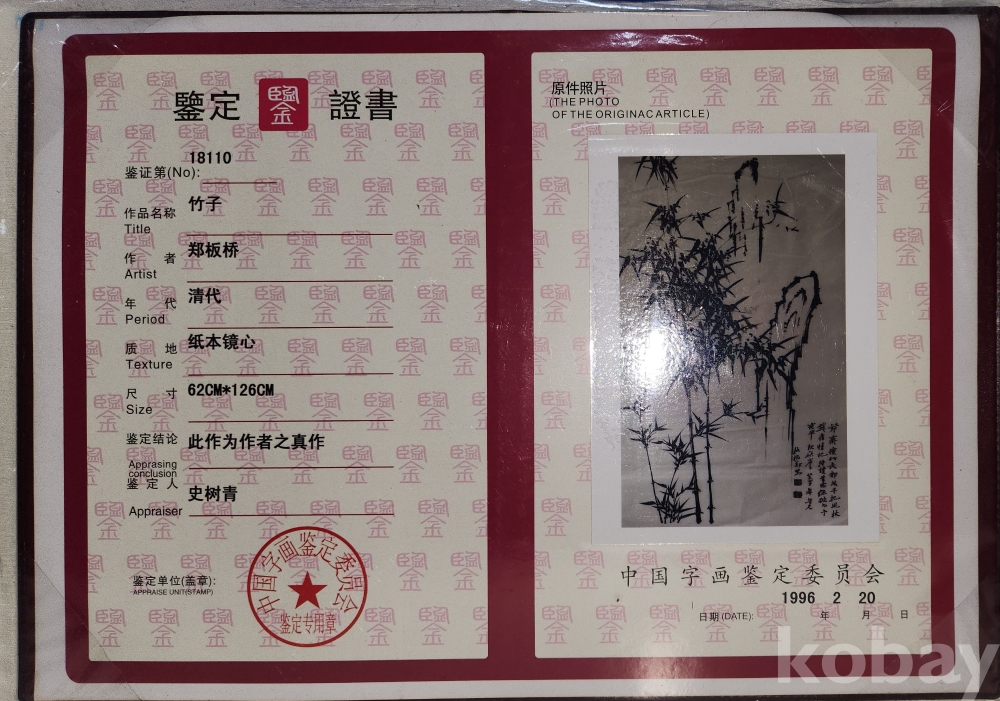 鑒定 鑒 證書
18110
鉴证第(No):
竹子
作品名称
Title
郑板桥
作 者
Artist
清代
年 代
Period
纸本镜心
质 地
Texture
62CM*126CM
尺 寸
Size
鉴定结论 此作为作者之真作
Apprasing
conclusion
鉴 定 人 史树青
Appraiser
鉴定单位(盖章):
APPRAISE UNIT(STAMP)
中国字画鉴定委员会
鉴定专用章
原件照片
(THE PHOTO
OF THE ORIGINAC ARTICLE)
中国字画鉴定委员会
1996 2 20
日期(DATE): 年 月 日
kobay